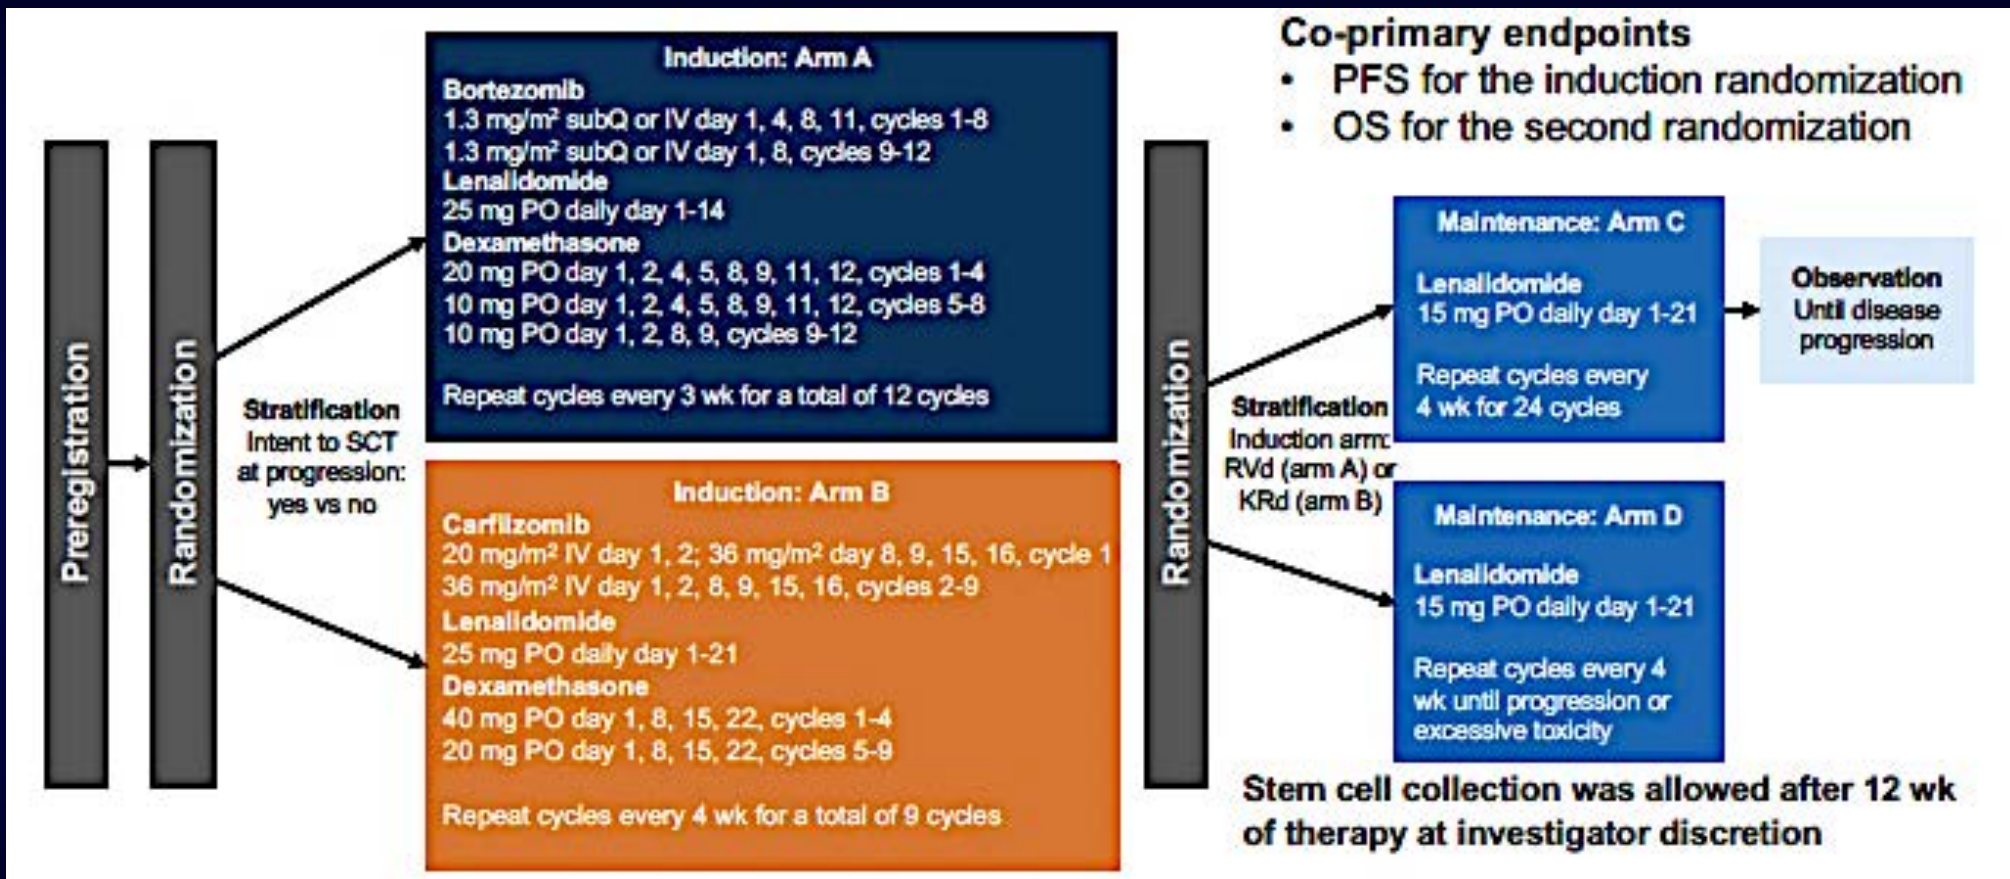 Preregistration
Randomization
Stratification
Intent to SCT
at progression:
yes vs no
Induction: Arm A
Bortezomib
1.3 mg/m² subQ or IV day 1, 4, 8, 11, cycles 1-8
1.3 mg/m² subQ or IV day 1, 8, cycles 9-12
Lenalidomide
25 mg PO daily day 1-14
Dexamethasone
20 mg PO day 1, 2, 4, 5, 8, 9, 11, 12, cycles 1-4
10 mg PO day 1, 2, 4, 5, 8, 9, 11, 12, cycles 5-8
10 mg PO day 1, 2, 8, 9, cycles 9-12
Repeat cycles every 3 wk for a total of 12 cycles
Induction: Arm B
Carfilzomib
20 mg/m² IV day 1, 2; 36 mg/m² day 8, 9, 15, 16, cycle 1
36 mg/m² IV day 1, 2, 8, 9, 15, 16, cycles 2-9
Lenalidomide
25 mg PO daily day 1-21
Dexamethasone
40 mg PO day 1, 8, 15, 22, cycles 1-4
20 mg PO day 1, 8, 15, 22, cycles 5-9
Repeat cycles every 4 wk for a total of 9 cycles
Co-primary endpoints
• PFS for the induction randomization
• OS for the second randomization
Randomization
Stratification
Induction arm:
RVd (arm A) or
KRd (arm B)
Maintenance: Arm C
Lenalidomide
15 mg PO daily day 1-21
Repeat cycles every
4 wk for 24 cycles
Observation
Until disease
progression
Maintenance: Arm D
Lenalidomide
15 mg PO daily day 1-21
Repeat cycles every 4
wk until progression or
excessive toxicity
Stem cell collection was allowed after 12 wk
of therapy at investigator discretion